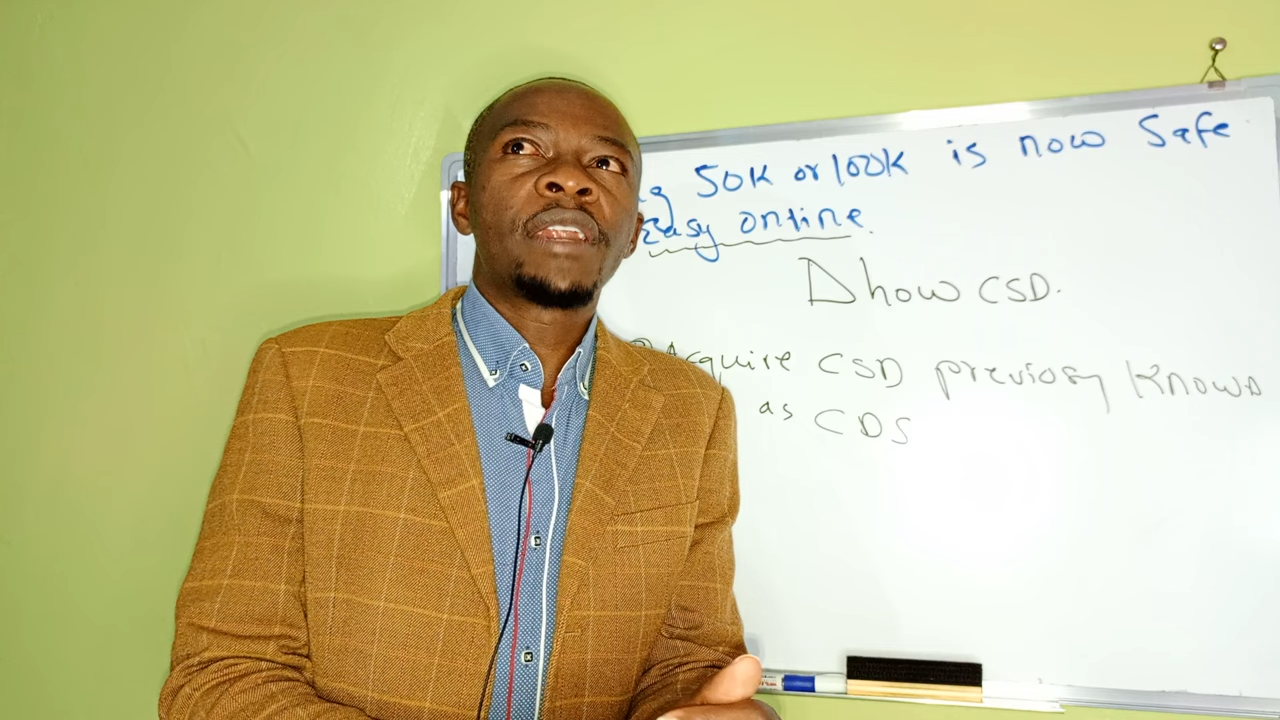 50K or 100K is now Safe
Easy online.
Dhow CSD.
Acquire CSD previosy Known
as CDS